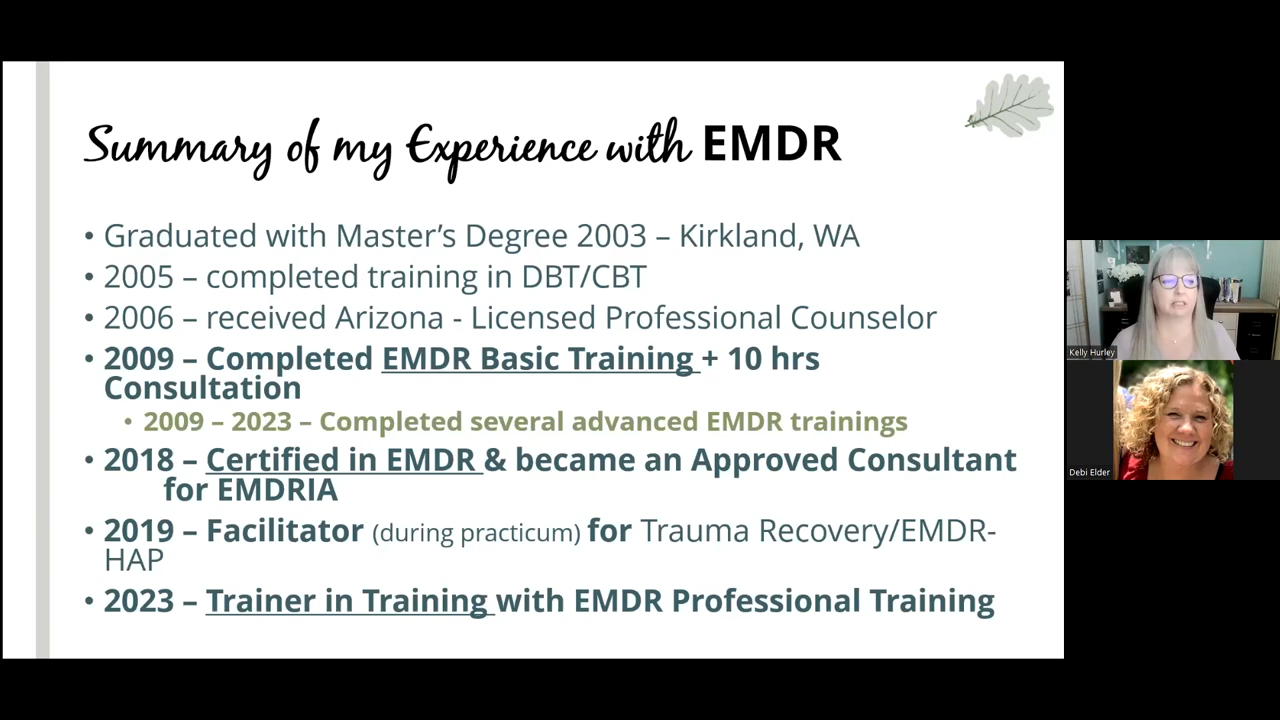 Summary of my Experience with EMDR
• Graduated with Master's Degree 2003 – Kirkland, WA
• 2005 – completed training in DBT/CBT
• 2006 – received Arizona - Licensed Professional Counselor
• 2009 – Completed EMDR Basic Training + 10 hrs
Consultation
• 2009 – 2023 – Completed several advanced EMDR trainings
• 2018 – Certified in EMDR & became an Approved Consultant
for EMDRIA
• 2019 – Facilitator (during practicum) for Trauma Recovery/EMDR-
HAP
• 2023 – Trainer in Training with EMDR Professional Training
Kelly Hurley
Debi Elder